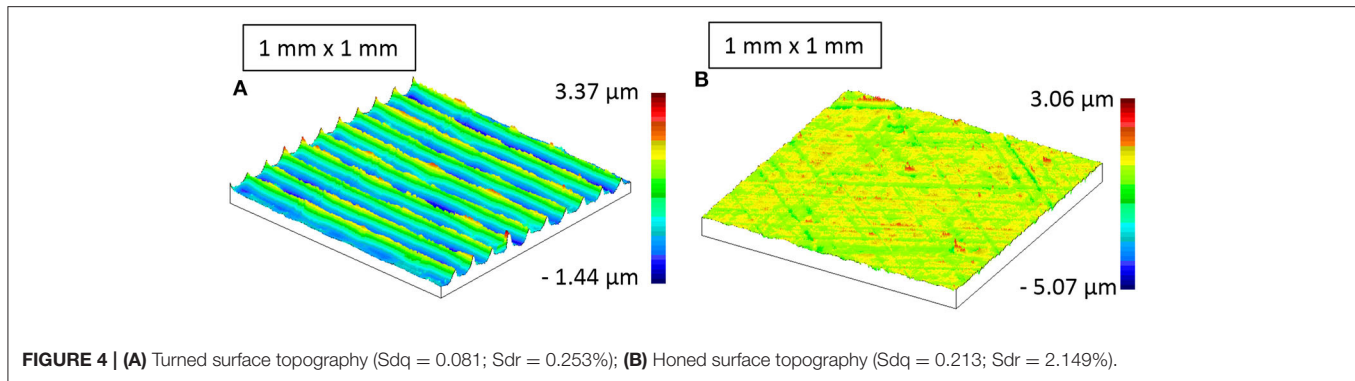 1 mm x 1 mm
A
3.37 µm
- 1.44 µm
1 mm x 1 mm
B
3.06 µm
- 5.07 µm
FIGURE 4 | (A) Turned surface topography (Sdq = 0.081; Sdr = 0.253%); (B) Honed surface topography (Sdq = 0.213; Sdr = 2.149%).